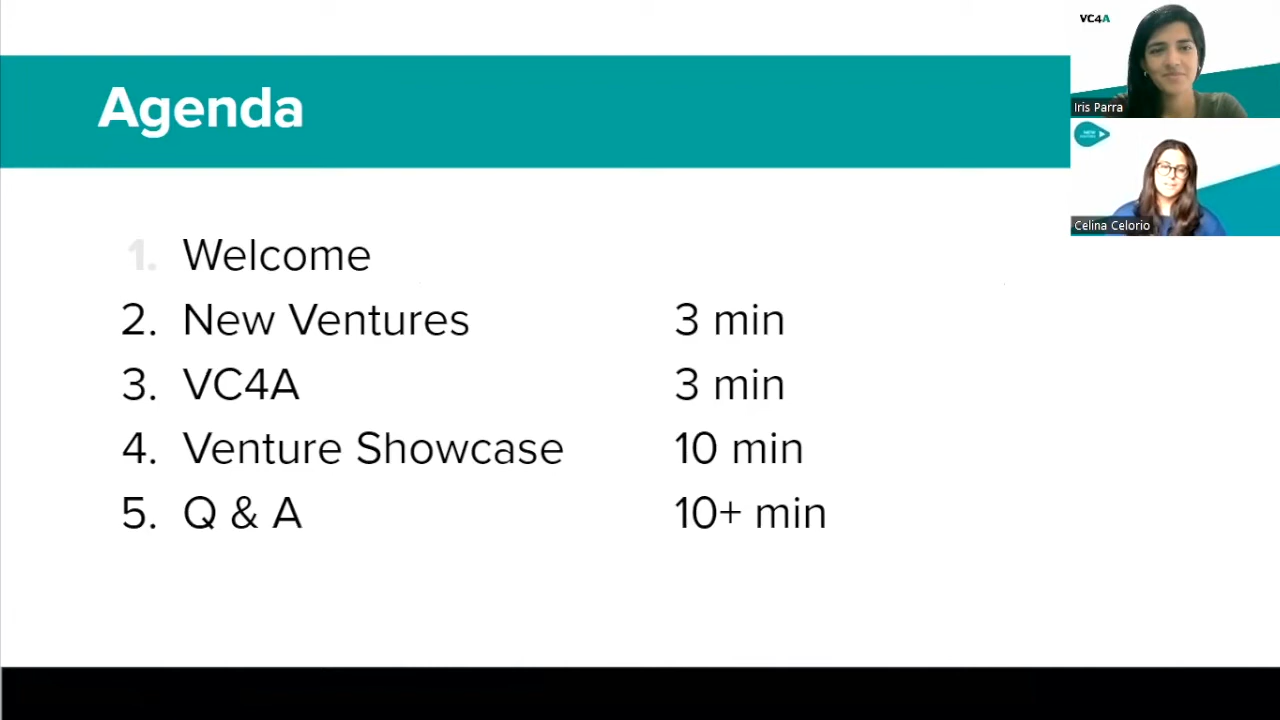 Agenda
1. Welcome
2. New Ventures 3 min
3. VC4A 3 min
4. Venture Showcase 10 min
5. Q & A 10+ min
VC4A
Iris Parra
Celina Celorio